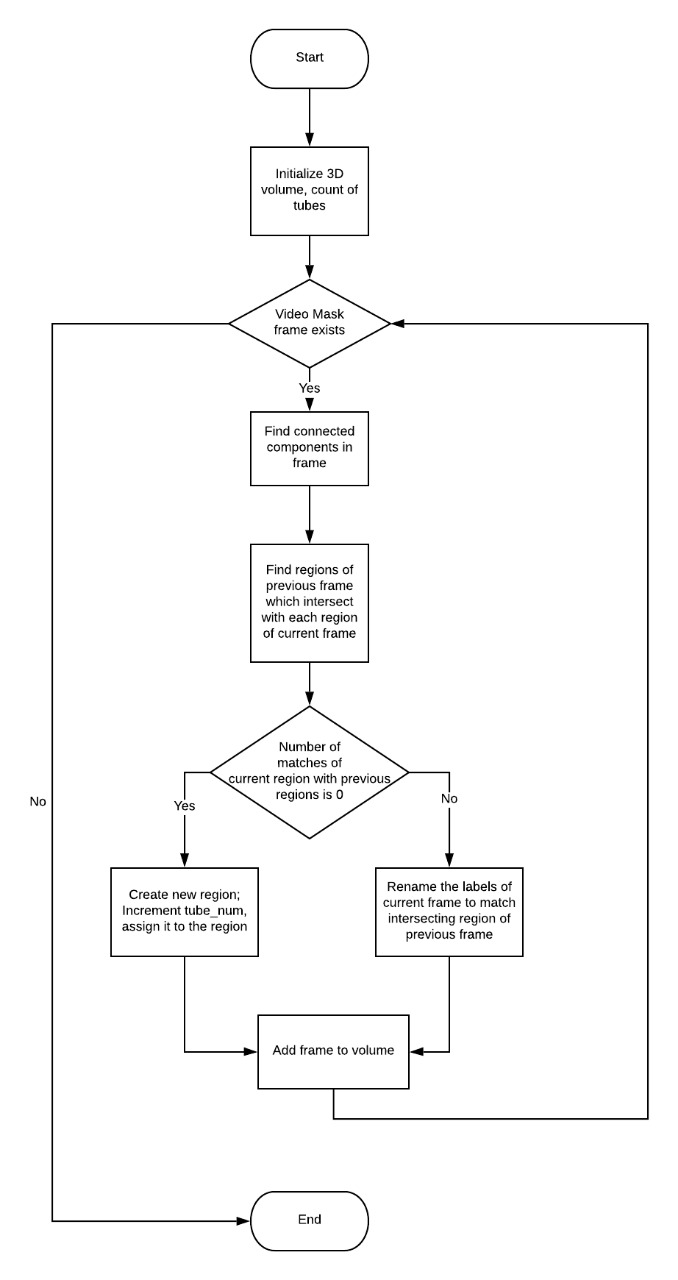 Start
Initialize 3D
volume, count of
tubes
Video Mask
frame exists
Yes
Find connected
components in
frame
Find regions of
previous frame
which intersect
with each region
of current frame
Number of
matches of
current region with previous
regions is 0
No
Yes
No
Create new region;
Increment tube_num,
assign it to the region
Rename the labels of
current frame to match
intersecting region of
previous frame
Add frame to volume
End